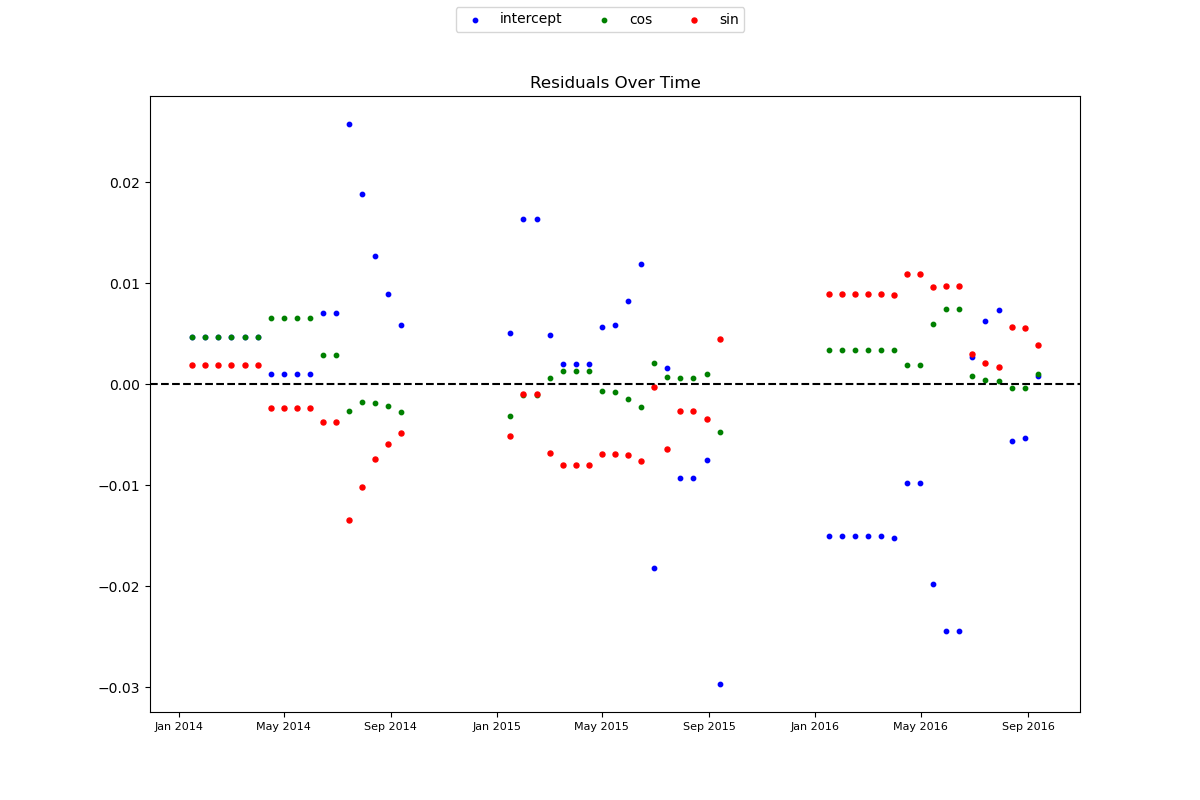 intercept cos sin
Residuals Over Time
0.02
0.01
0.00
−0.01
−0.02
−0.03
Jan 2014 May 2014 Sep 2014 Jan 2015 May 2015 Sep 2015 Jan 2016 May 2016 Sep 2016